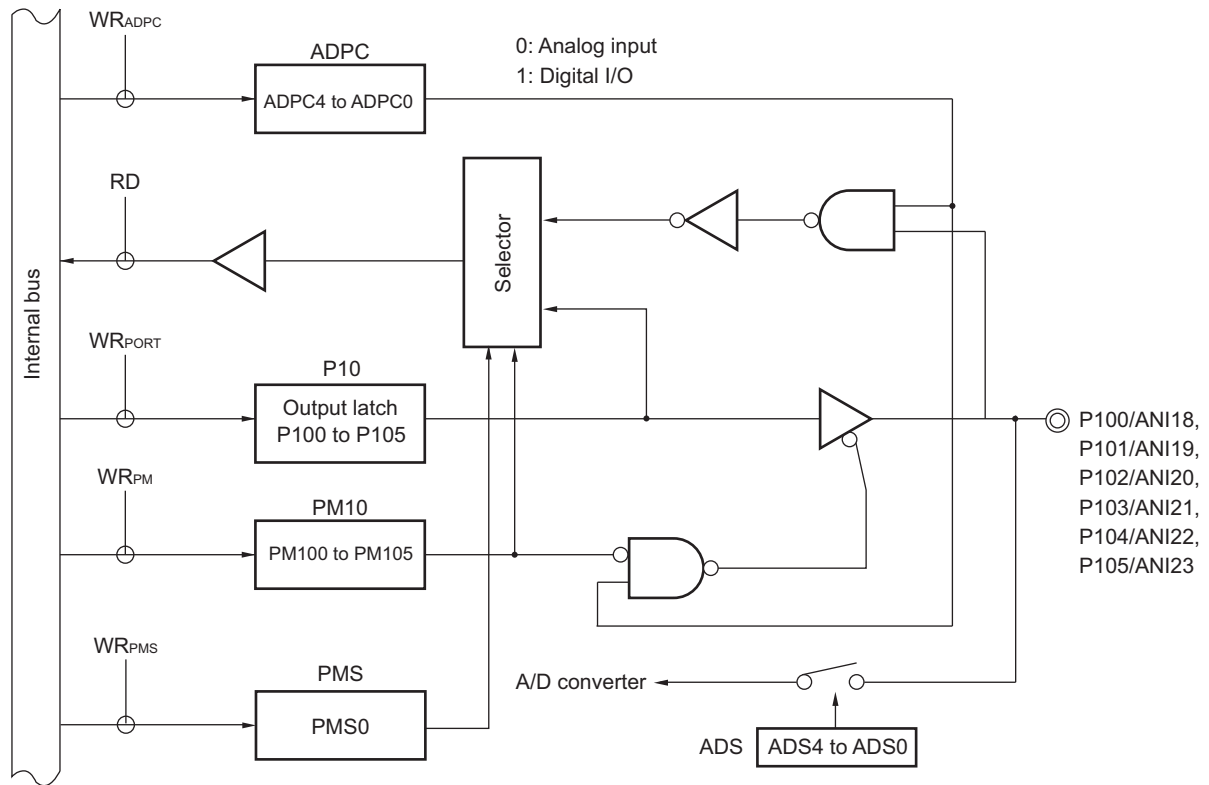 WRADPC
ADPC
ADPC4 to ADPC0
0: Analog input
1: Digital I/O
RD
Selector
Internal bus
WRPORT
P10
Output latch
P100 to P105
P100/ANI18,
P101/ANI19,
P102/ANI20,
P103/ANI21,
P104/ANI22,
P105/ANI23
WRPM
PM10
PM100 to PM105
WRPMS
PMS
PMS0
A/D converter
ADS
ADS4 to ADS0